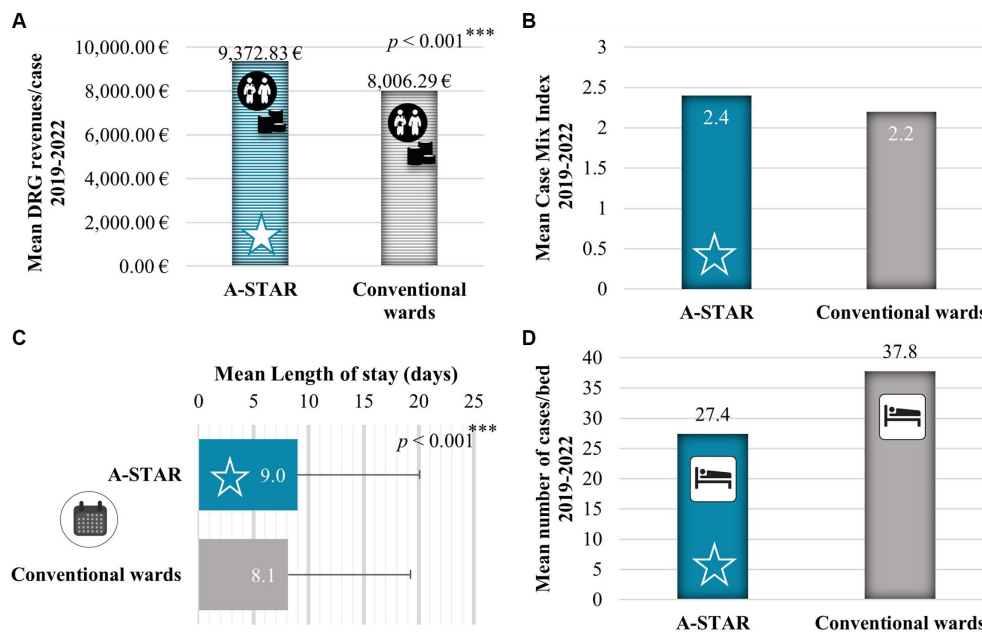 A
Mean DRG revenues/case
2019-2022
10,000.00 €
8,000.00 €
6,000.00 €
4,000.00 €
2,000.00 €
0.00 €
9,372.83 €
p < 0.001***
8,006.29 €
A-STAR
Conventional
wards
B
Mean Case Mix Index
2019-2022
3
2.5
2
1.5
1
0.5
0
2.4
2.2
A-STAR
Conventional wards
C
Mean Length of stay (days)
0 5 10 15 20 25
p < 0.001***
A-STAR
9.0
Conventional wards
8.1
D
Mean number of cases/bed
2019-2022
40
35
30
25
20
15
10
5
0
27.4
37.8
A-STAR
Conventional wards